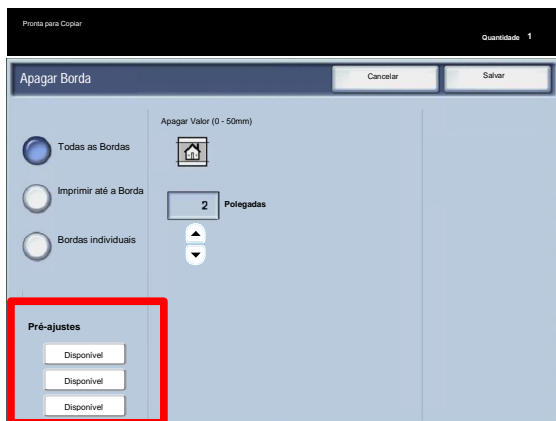 Pronta para Copiar
Quantidade 1
Apagar Borda
Cancelar
Salvar
Apagar Valor (0 - 50mm)
Todas as Bordas
Imprimir até a Borda
2 Polegadas
Bordas individuais
Pré-ajustes
Disponível
Disponível
Disponível